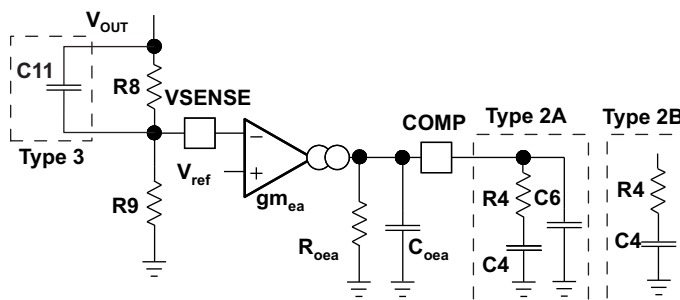 VOUT
C11
R8
Type 3
VSENSE
Vref
gmea
R9
Roea
Coea
COMP
Type 2A
R4
C6
C4
Type 2B
R4
C4
−
+